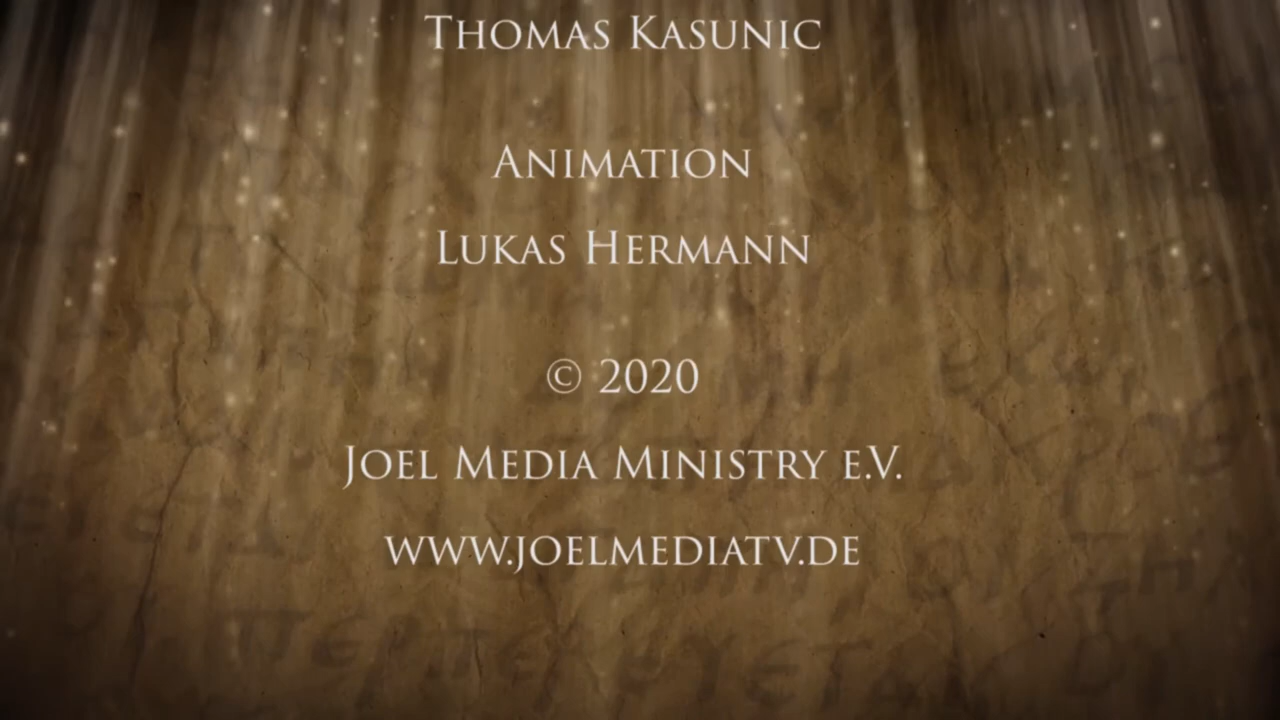 Thomas Kasunic
Animation
Lukas Hermann
© 2020
Joel Media Ministry e.V.
www.joelmediatv.de